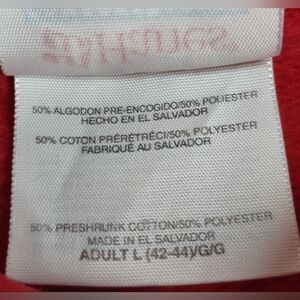 50% ALGODON PRE-ENCOGIDO/50% POLIESTER
HECHO EN EL SALVADOR
50% COTON PRÉRÉTRÉCI/50% POLYESTER
FABRIQUÉ AU SALVADOR
50% PRESHRUNK COTTON/50% POLYESTER
MADE IN EL SALVADOR
ADULT L (42-44)/G/G